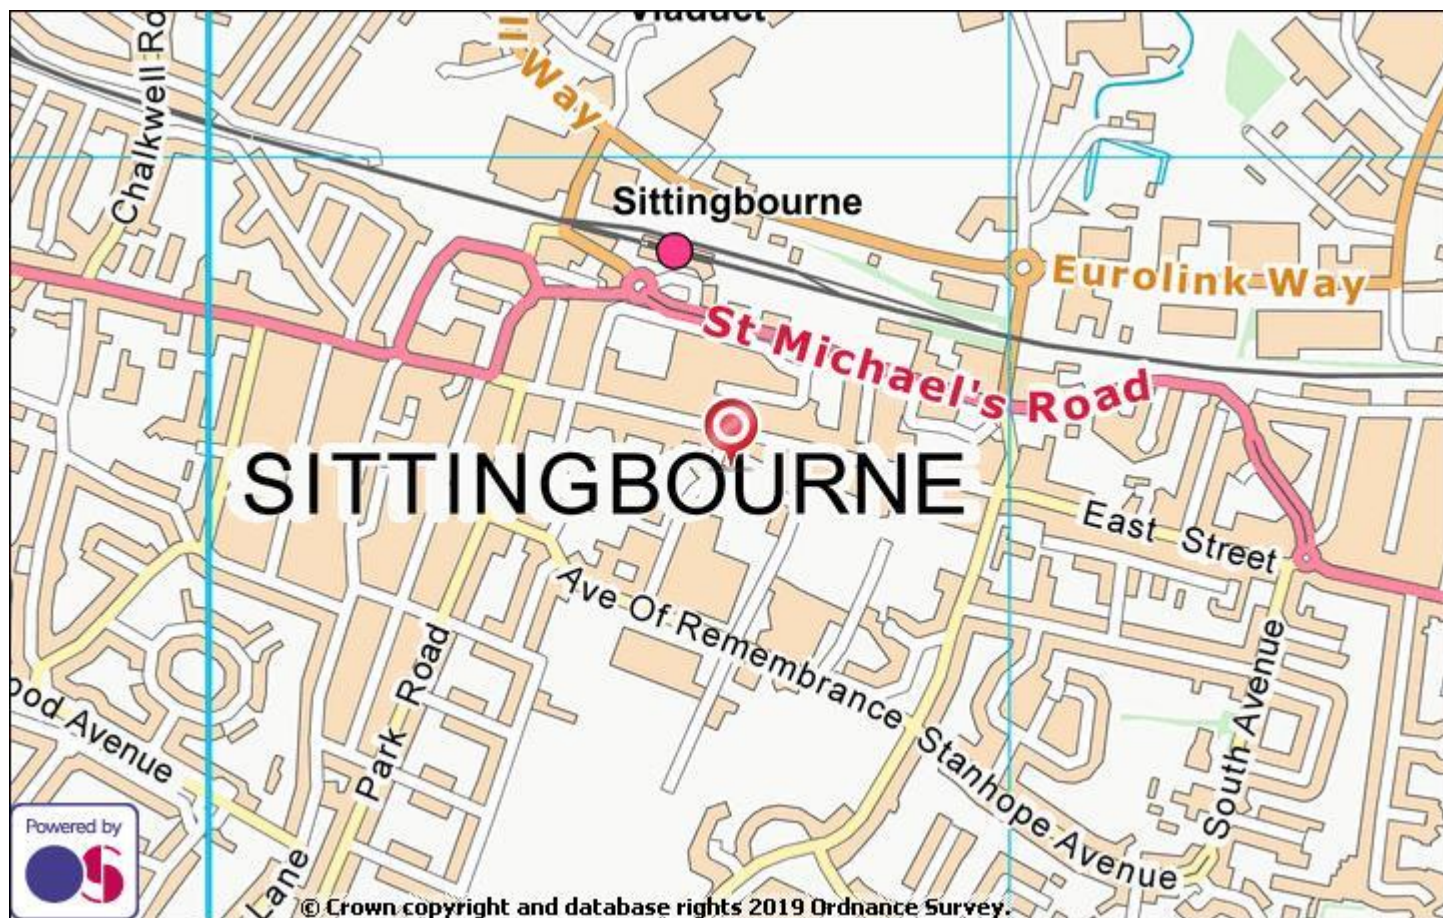 Viaduct
Way
Chalkwell Ro
Sittingbourne
Eurolink Way
St Michael's Road
SITTINGBOURNE
East Street
Ave Of Remembrance
Park Road
ood Avenue
South Avenue
Stanhope Avenue
Lane
Powered by
OS
© Crown copyright and database rights 2019 Ordnance Survey.